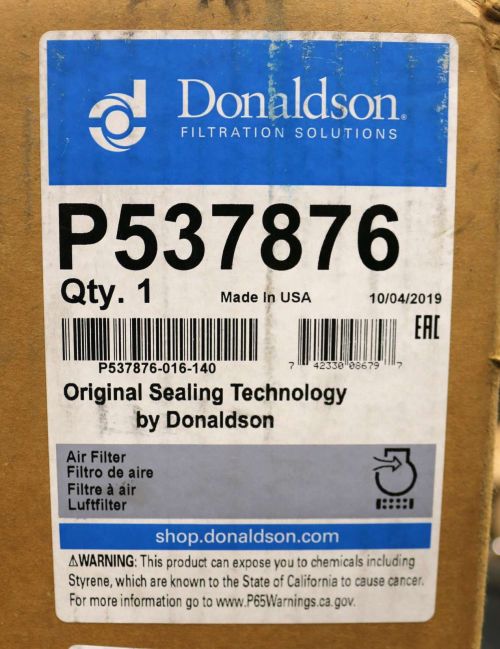 Donaldson®
FILTRATION SOLUTIONS
P537876
Qty. 1 Made In USA 10/04/2019
EAC
P537876-016-140 7 42330 08679 7
Original Sealing Technology
by Donaldson
Air Filter
Filtro de aire
Filtre à air
Luftfilter
shop.donaldson.com
⚠WARNING: This product can expose you to chemicals including
Styrene, which are known to the State of California to cause cancer.
For more information go to www.P65Warnings.ca.gov.